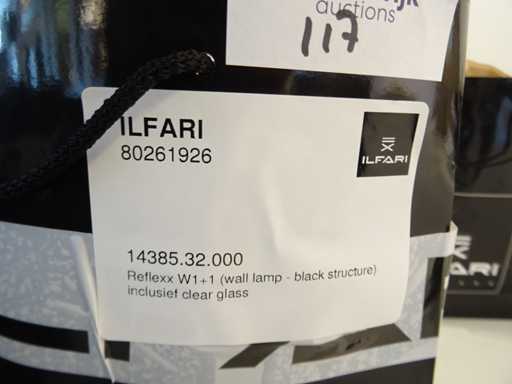 auctions
117
ILFARI
80261926
ILFARI
14385.32.000
Reflexx W1+1 (wall lamp - black structure)
inclusief clear glass